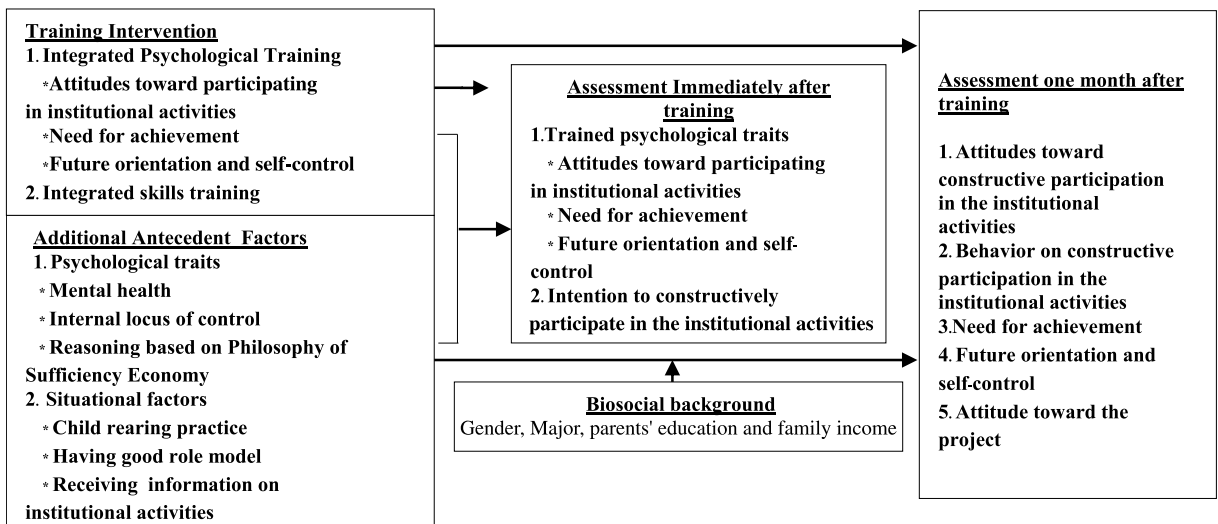 Training Intervention
1. Integrated Psychological Training
*Attitudes toward participating
in institutional activities
*Need for achievement
*Future orientation and self-control
2. Integrated skills training
Additional Antecedent Factors
1. Psychological traits
* Mental health
* Internal locus of control
* Reasoning based on Philosophy of
Sufficiency Economy
2. Situational factors
* Child rearing practice
* Having good role model
* Receiving information on
institutional activities
Assessment Immediately after
training
1.Trained psychological traits
* Attitudes toward participating
in institutional activities
* Need for achievement
* Future orientation and self-
control
2. Intention to constructively
participate in the institutional activities
Biosocial background
Gender, Major, parents' education and family income
Assessment one month after
training
1. Attitudes toward
constructive participation
in the institutional
activities
2. Behavior on constructive
participation in the
institutional activities
3.Need for achievement
4. Future orientation and
self-control
5. Attitude toward the
project